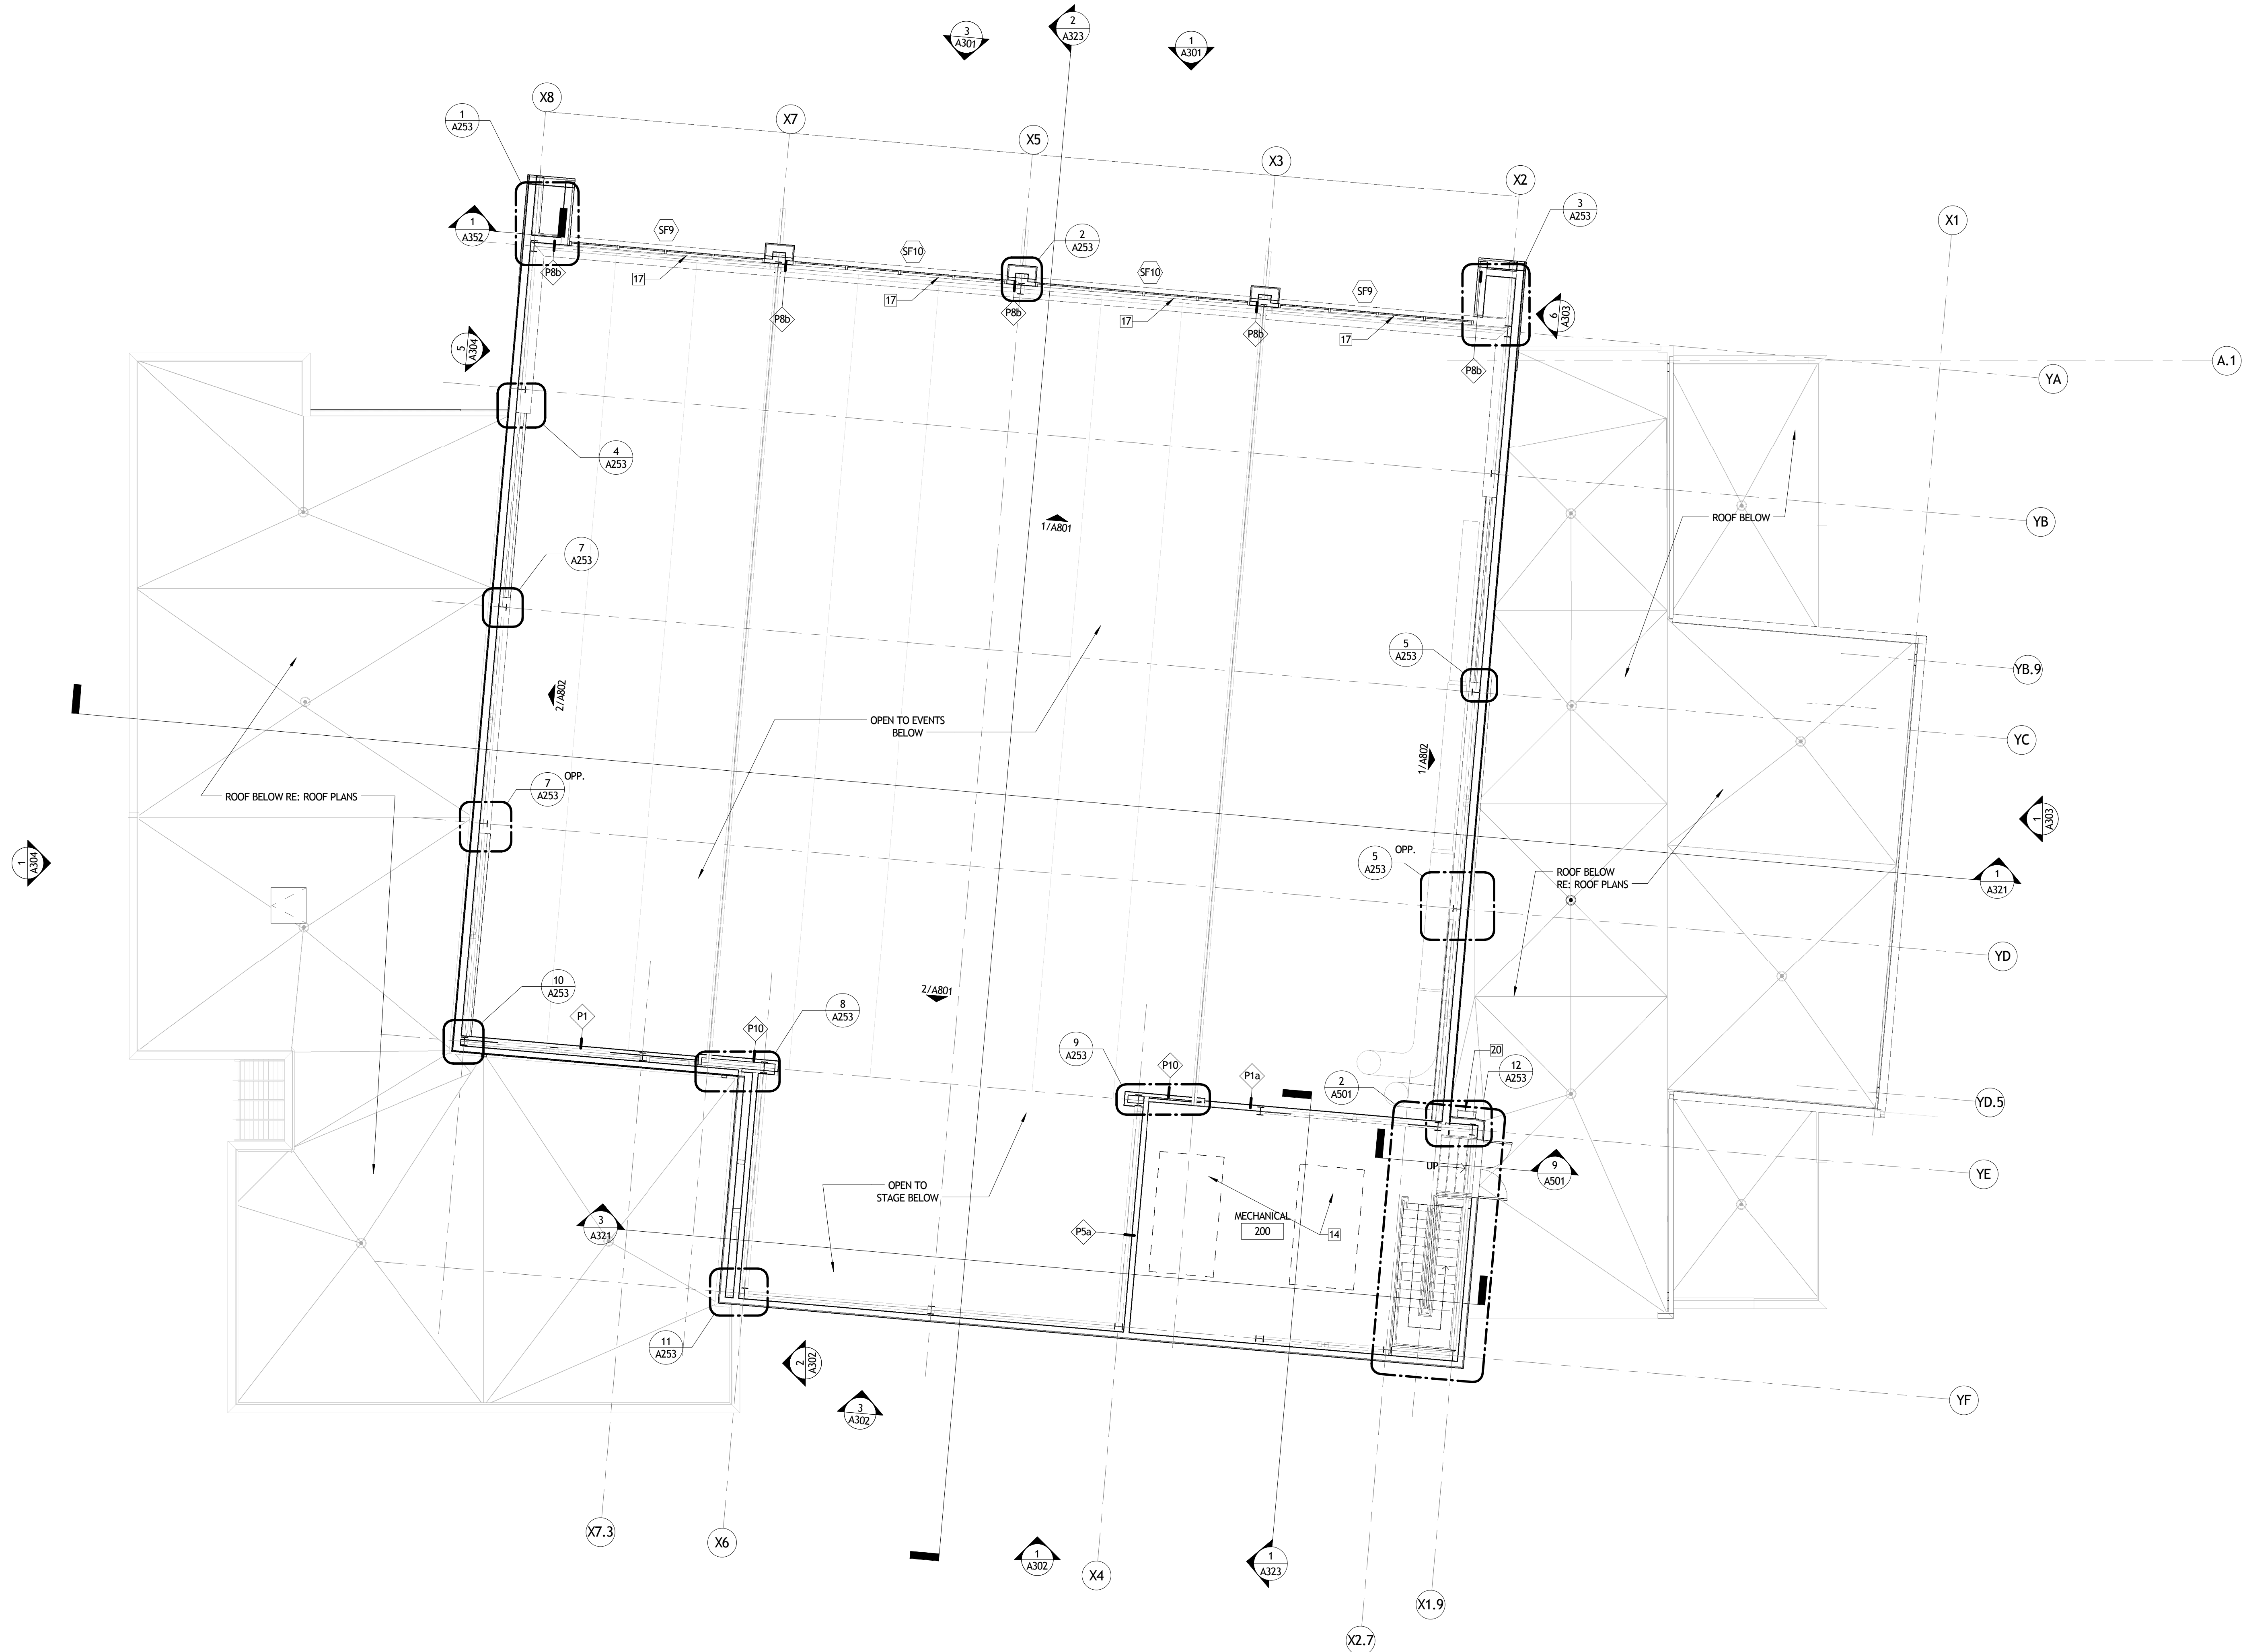 3
A301
2
A323
1
A301
X8
X7
X5
X3
X2
X1
1
A253
1
A352
SF9
SF10
2
A253
SF10
SF9
3
A253
6
A303
P8b
17
17
17
17
P8b
P8b
P8b
P8b
5
A304
A.1
YA
4
A253
1/A801
ROOF BELOW
YB
7
A253
5
A253
YB.9
2/A802
OPEN TO EVENTS
BELOW
YC
1/A802
7
A253
OPP.
ROOF BELOW RE: ROOF PLANS
1
A303
1
A304
5
A253
OPP.
ROOF BELOW
RE: ROOF PLANS
1
A321
YD
10
A253
P1
P10
8
A253
2/A801
9
A253
P10
P1a
2
A501
20
12
A253
YD.5
UP
9
A501
YE
OPEN TO
STAGE BELOW
3
A321
P5a
MECHANICAL
200
14
11
A253
2
A302
3
A302
YF
X7.3
X6
1
A302
X4
1
A323
X1.9
X2.7